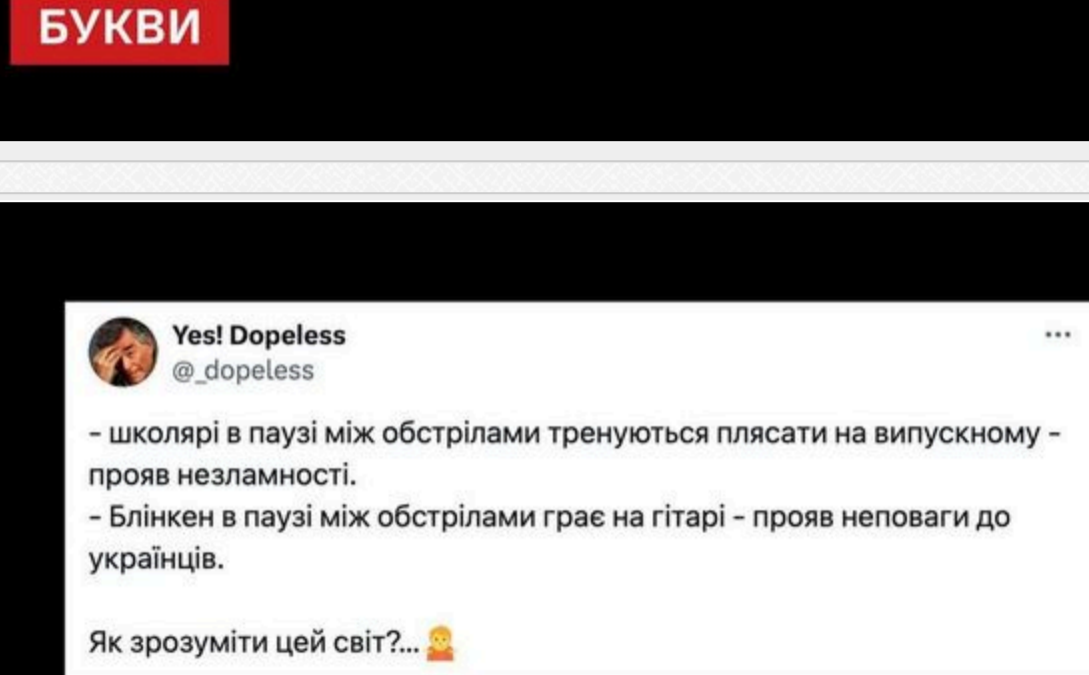 БУКВИ
Yes! Dopeless
@_dopeless
- школярі в паузі між обстрілами тренуються плясати на випускному -
прояв незламності.
- Блінкен в паузі між обстрілами грає на гітарі - прояв неповаги до
українців.
Як зрозуміти цей світ?...